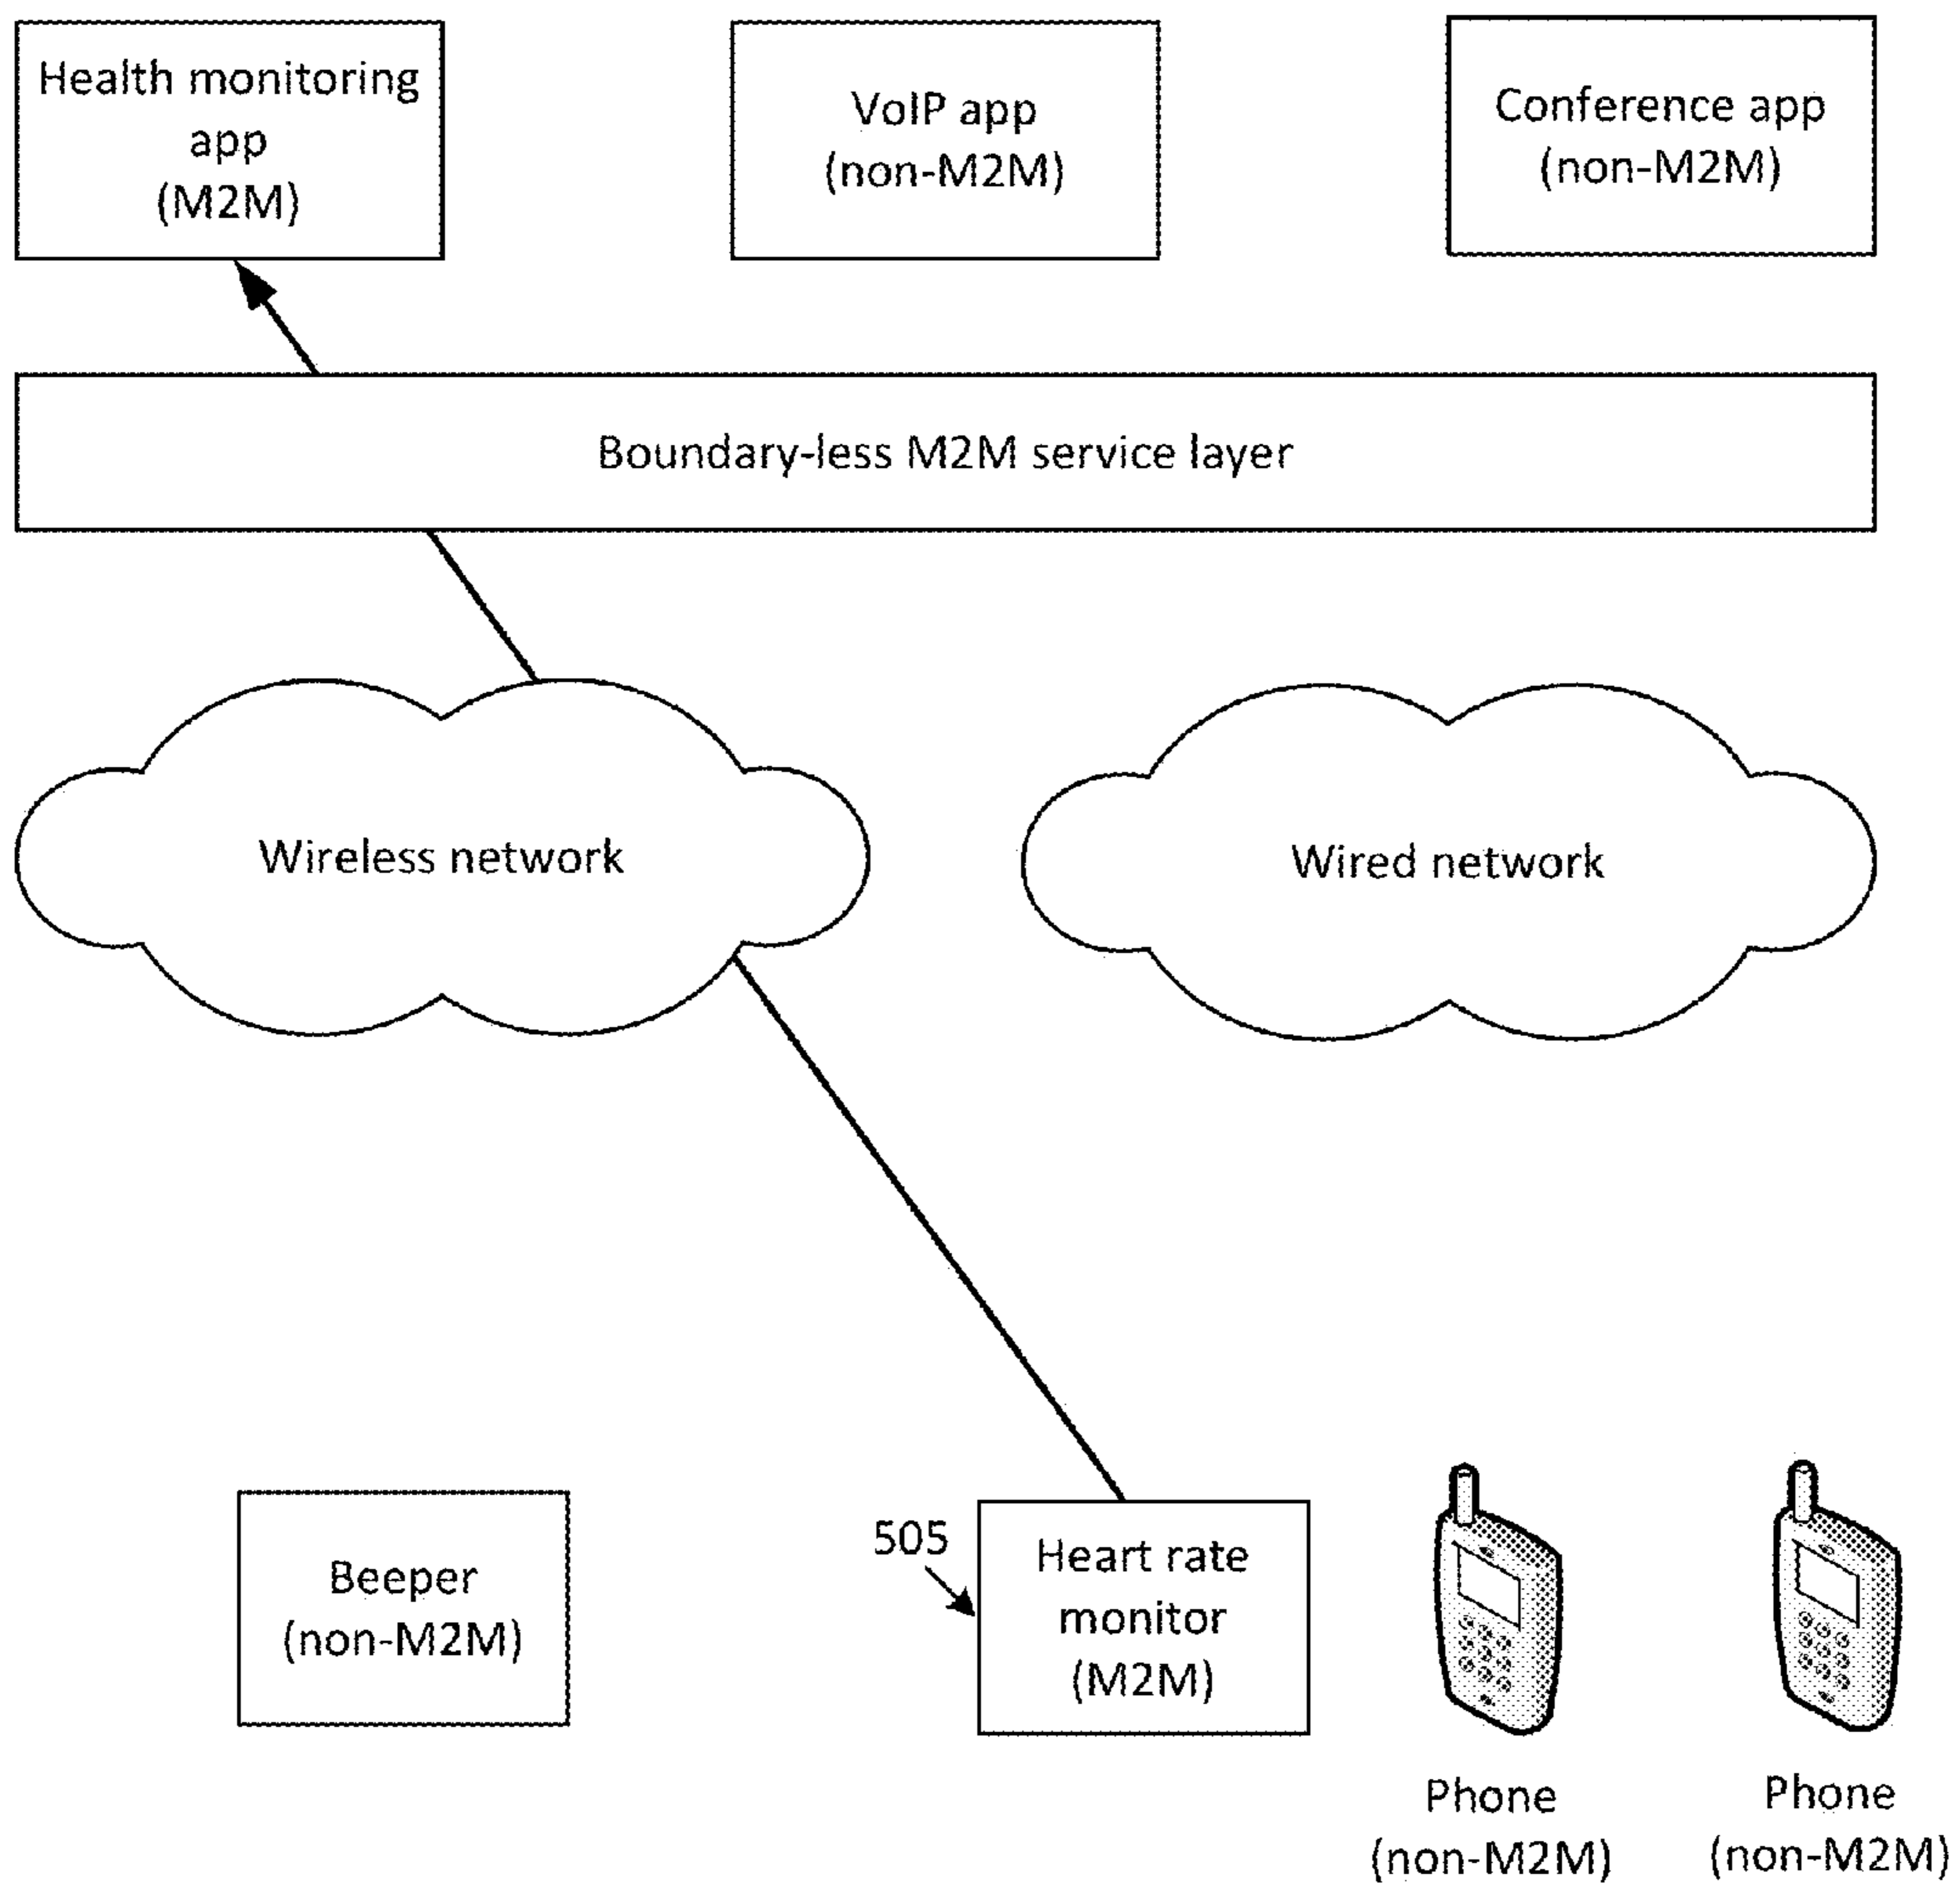 Health monitoring
app
(M2M)
VoIP app
(non-M2M)
Conference app
(non-M2M)
Boundary-less M2M service layer
Wireless network
Wired network
Beeper
(non-M2M)
505
Heart rate
monitor
(M2M)
Phone
(non-M2M)
Phone
(non-M2M)